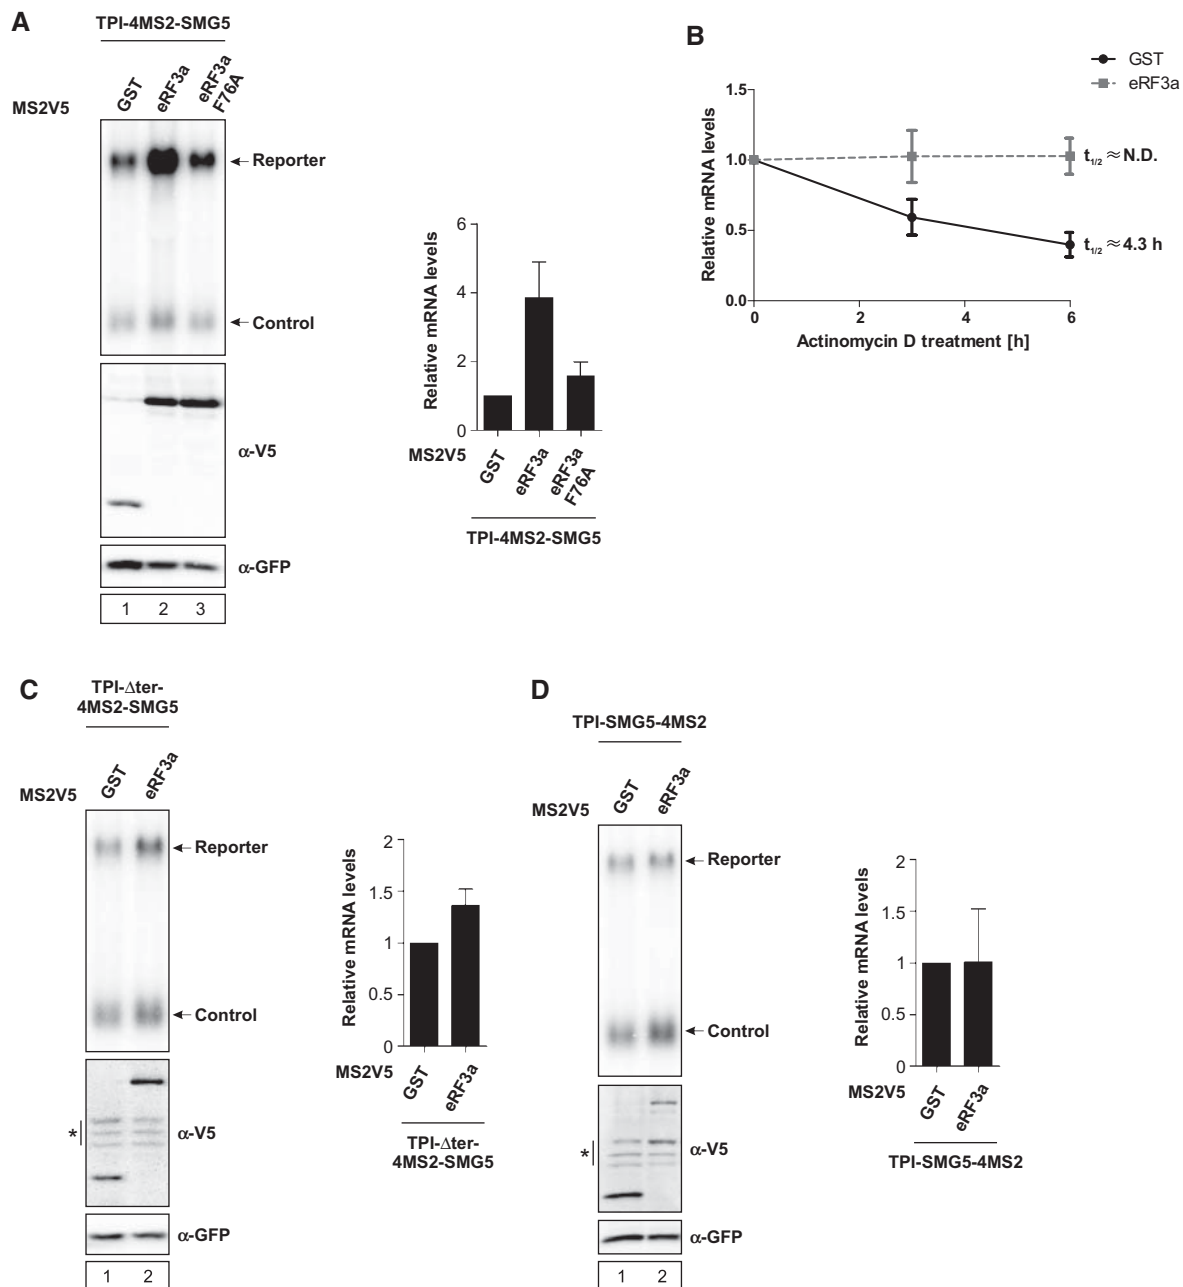 A
TPI-4MS2-SMG5
MS2V5
GST
eRF3a
eRF3a
F76A
Reporter
Control
α-V5
α-GFP
1 2 3
Relative mRNA levels
6
4
2
0
MS2V5
GST
eRF3a
eRF3a
F76A
TPI-4MS2-SMG5
B
GST
eRF3a
Relative mRNA levels
1.5
1.0
0.5
0.0
0 2 4 6
Actinomycin D treatment [h]
t1/2 ≈ N.D.
t1/2 ≈ 4.3 h
C
TPI-Δter-
4MS2-SMG5
MS2V5
GST
eRF3a
Reporter
Control
*
α-V5
α-GFP
1 2
Relative mRNA levels
2
1.5
1
0.5
0
MS2V5
GST
eRF3a
TPI-Δter-
4MS2-SMG5
D
TPI-SMG5-4MS2
MS2V5
GST
eRF3a
Reporter
Control
*
α-V5
α-GFP
1 2
Relative mRNA levels
2
1.5
1
0.5
0
MS2V5
GST
eRF3a
TPI-SMG5-4MS2